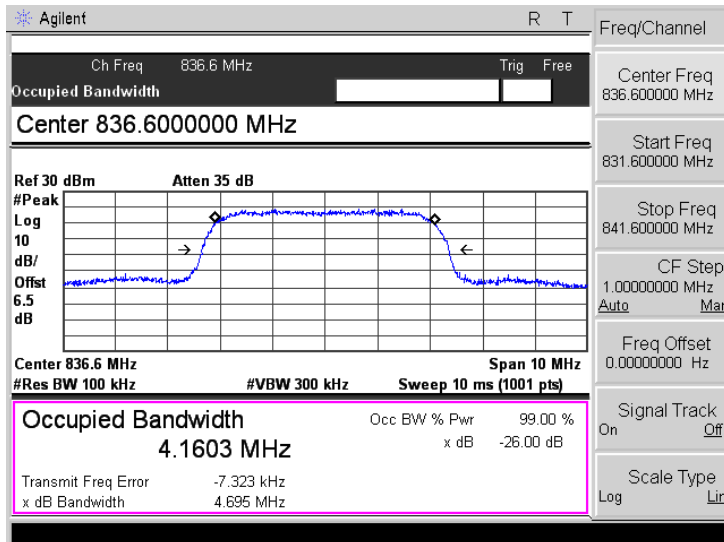 Agilent R T
Ch Freq 836.6 MHz Trig Free
Occupied Bandwidth
Center 836.6000000 MHz
Ref 30 dBm Atten 35 dB
#Peak
Log
10
dB/
Offst
6.5
dB
Center 836.6 MHz Span 10 MHz
#Res BW 100 kHz #VBW 300 kHz Sweep 10 ms (1001 pts)
Occupied Bandwidth Occ BW % Pwr 99.00 %
4.1603 MHz x dB -26.00 dB
Transmit Freq Error -7.323 kHz
x dB Bandwidth 4.695 MHz
Freq/Channel
Center Freq
836.600000 MHz
Start Freq
831.600000 MHz
Stop Freq
841.600000 MHz
CF Step
1.00000000 MHz
Auto Man
Freq Offset
0.00000000 Hz
Signal Track
On Off
Scale Type
Log Lin